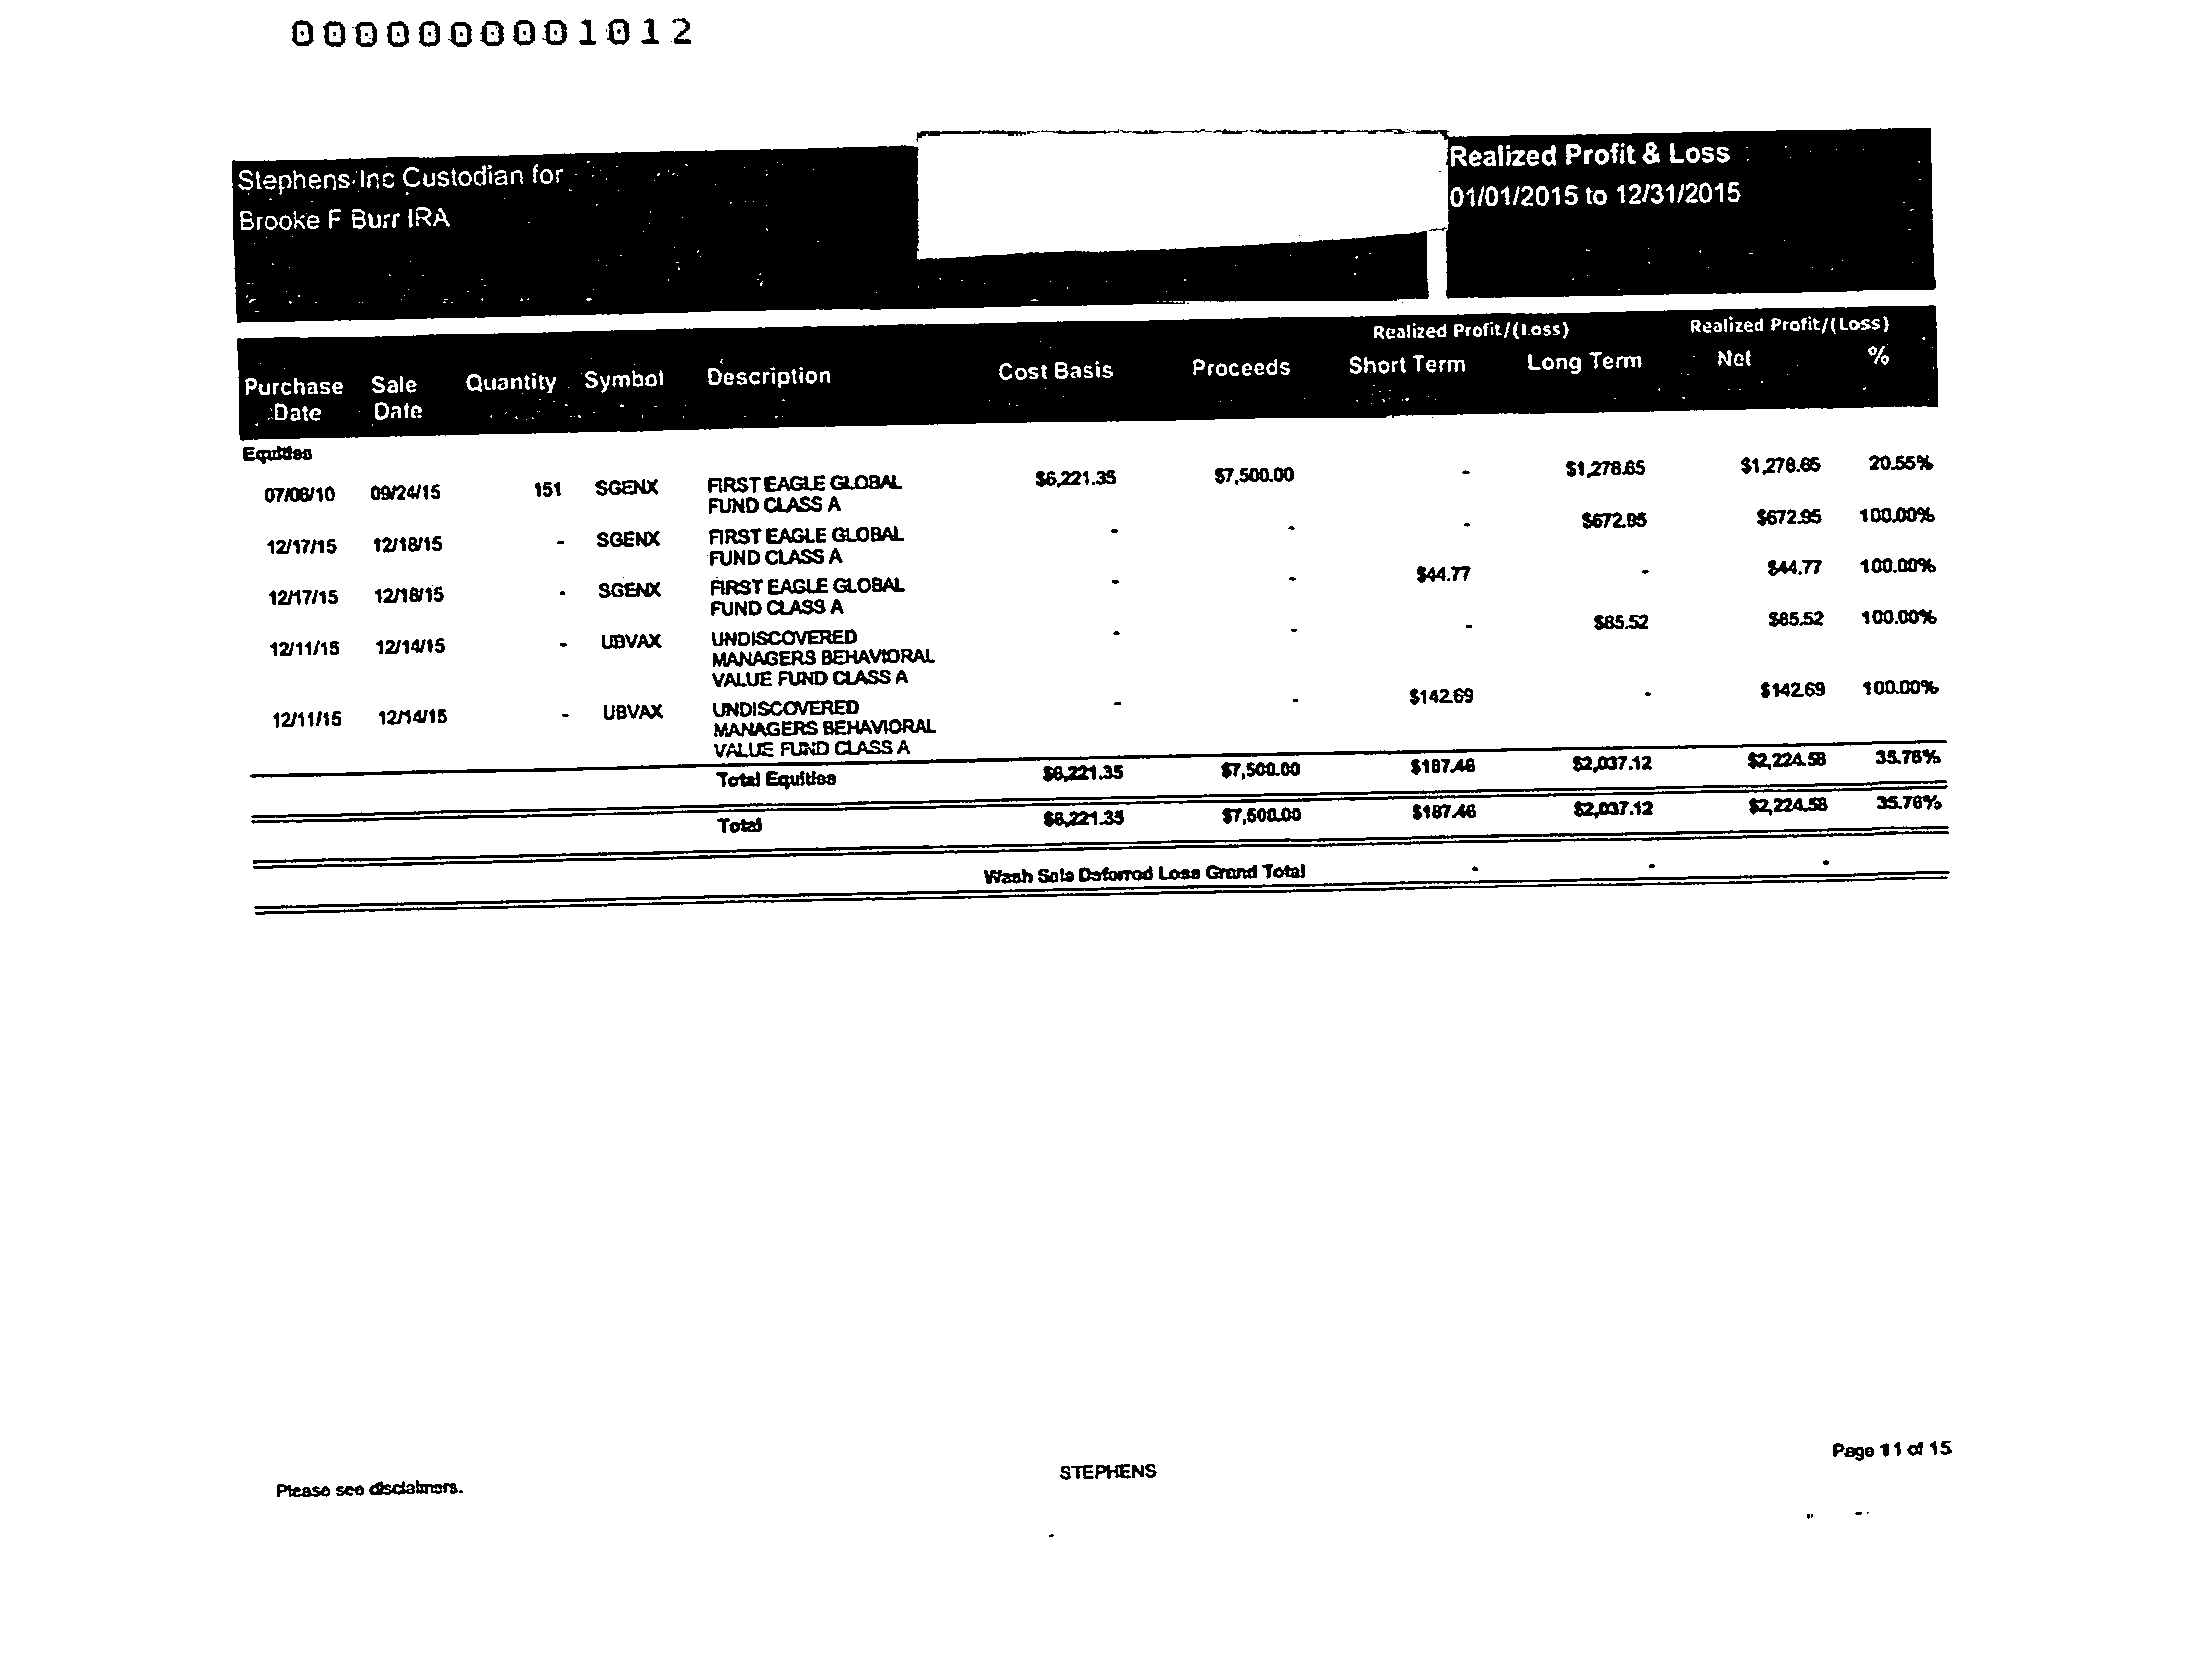 0000000001012
Stephens Inc Custodian for
Brooke F Burr IRA
Realized Profit & Loss
01/01/2015 to 12/31/2015
Realized Profit/(Loss) Realized Profit/(Loss)
Purchase Date Sale Date Quantity Symbol Description Cost Basis Proceeds Short Term Long Term Net %
Equities
07/08/10 09/24/15 151 SGENX FIRST EAGLE GLOBAL $6,221.35 $7,500.00 - $1,278.65 $1,278.65 20.55%
FUND CLASS A
12/17/15 12/18/15 - SGENX FIRST EAGLE GLOBAL - - - $672.95 $672.95 100.00%
FUND CLASS A
12/17/15 12/18/15 - SGENX FIRST EAGLE GLOBAL - - $44.77 - $44.77 100.00%
FUND CLASS A
12/11/15 12/14/15 - UBVAX UNDISCOVERED - - - $85.52 $85.52 100.00%
MANAGERS BEHAVIORAL
VALUE FUND CLASS A
12/11/15 12/14/15 - UBVAX UNDISCOVERED - - $142.69 - $142.69 100.00%
MANAGERS BEHAVIORAL
VALUE FUND CLASS A
Total Equities $6,221.35 $7,500.00 $187.46 $2,037.12 $2,224.58 35.76%
Total $6,221.35 $7,500.00 $187.46 $2,037.12 $2,224.58 35.76%
Wash Sale Deferred Loss Grand Total - - -
Please see disclaimers.
STEPHENS
Page 11 of 15